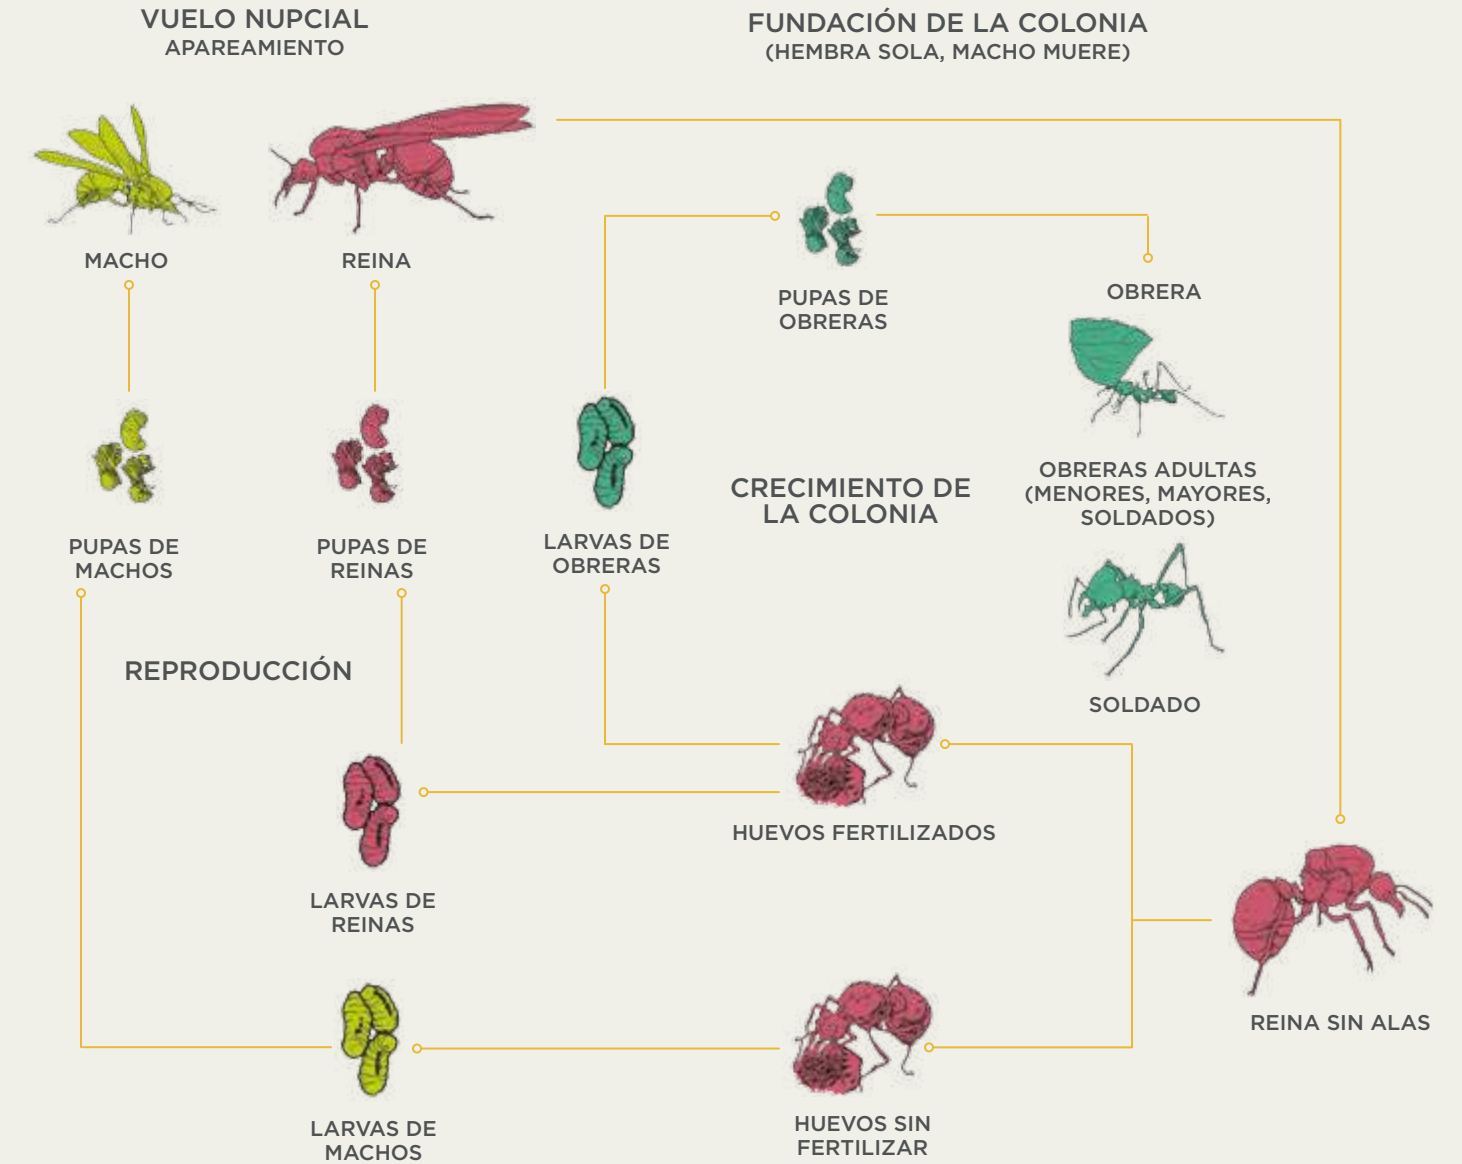 VUELO NUPCIAL
APAREAMIENTO
FUNDACIÓN DE LA COLONIA
(HEMBRA SOLA, MACHO MUERE)
MACHO
REINA
PUPAS DE
OBRERAS
OBRERA
OBRERAS ADULTAS
(MENORES, MAYORES,
SOLDADOS)
CRECIMIENTO DE
LA COLONIA
PUPAS DE
MACHOS
PUPAS DE
REINAS
LARVAS DE
OBRERAS
REPRODUCCIÓN
SOLDADO
HUEVOS FERTILIZADOS
LARVAS DE
REINAS
REINA SIN ALAS
LARVAS DE
MACHOS
HUEVOS SIN
FERTILIZAR